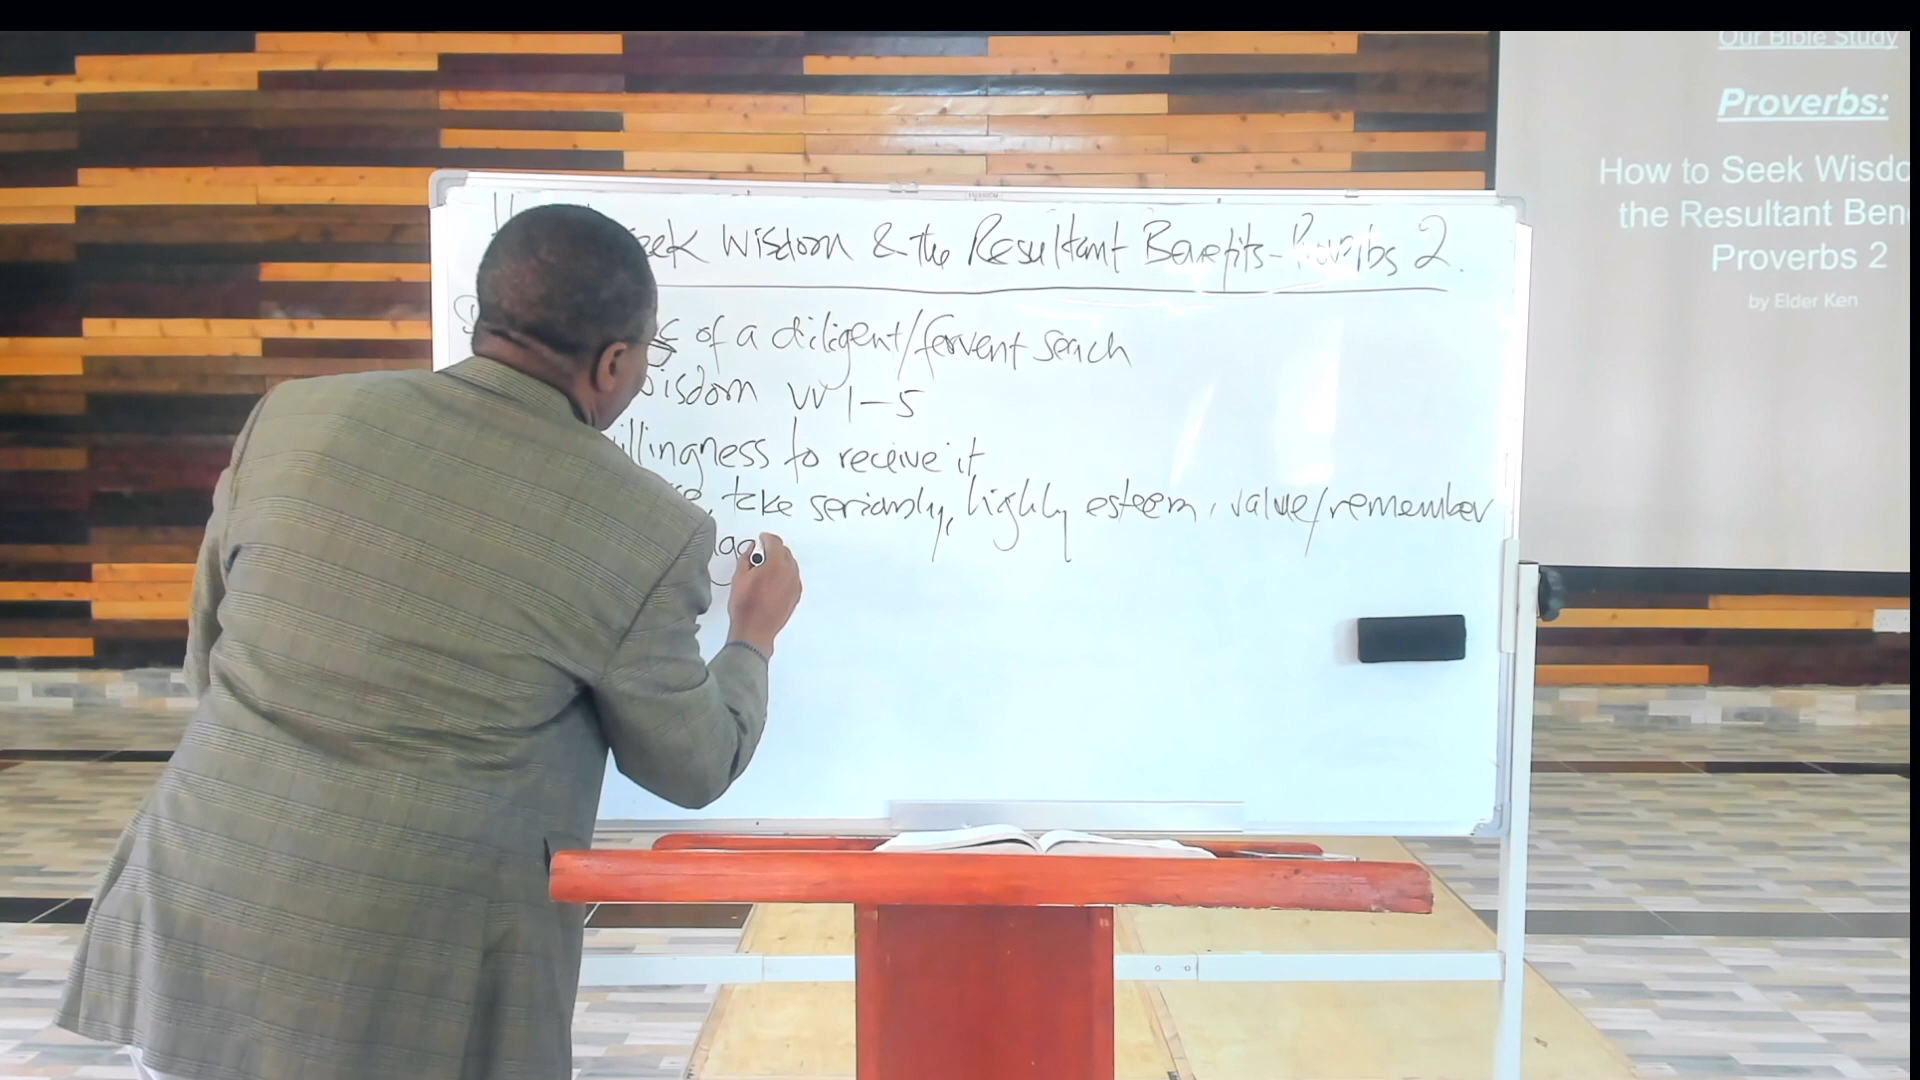 Our Bible Study
Proverbs:
How to Seek Wisdo
the Resultant Ben
Proverbs 2
by Elder Ken
eek Wisdom & the Resultant Benefits - Proverbs 2.
of a diligent/fervent search
Wisdom vv 1-5
illingness to receive it
take seriously, highly esteem, value/remember